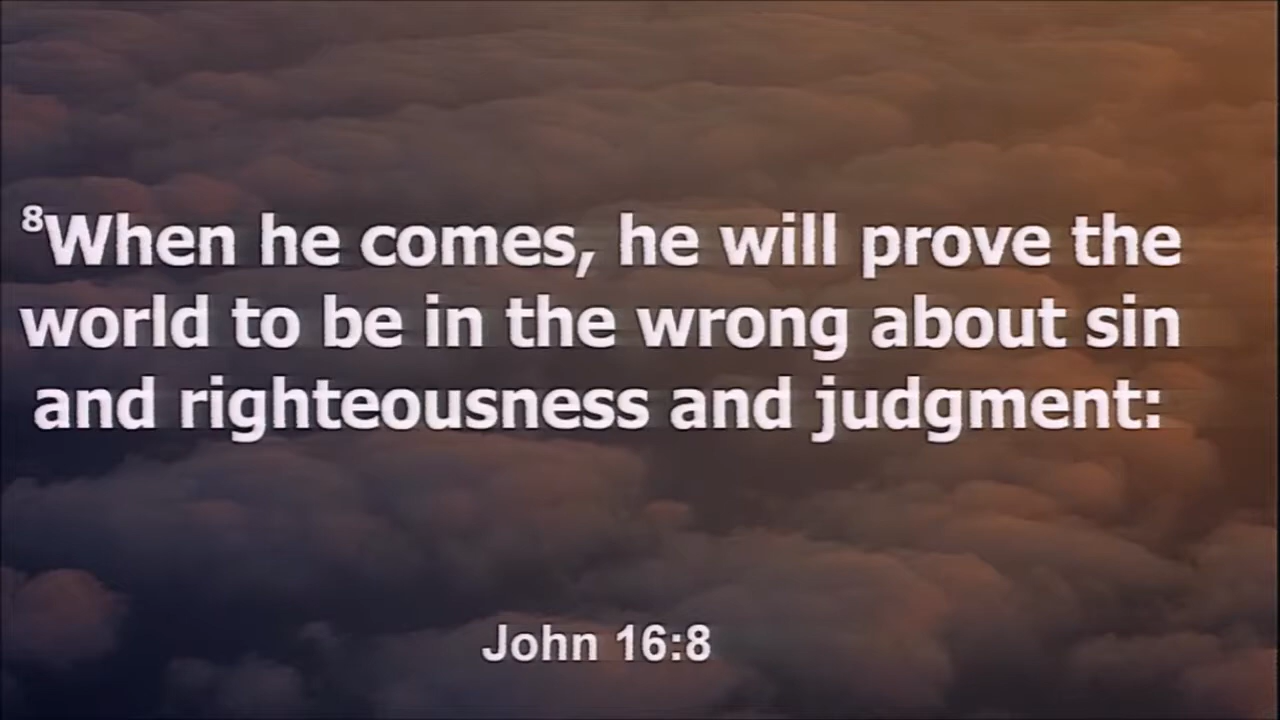 ⁸When he comes, he will prove the
world to be in the wrong about sin
and righteousness and judgment:
John 16:8